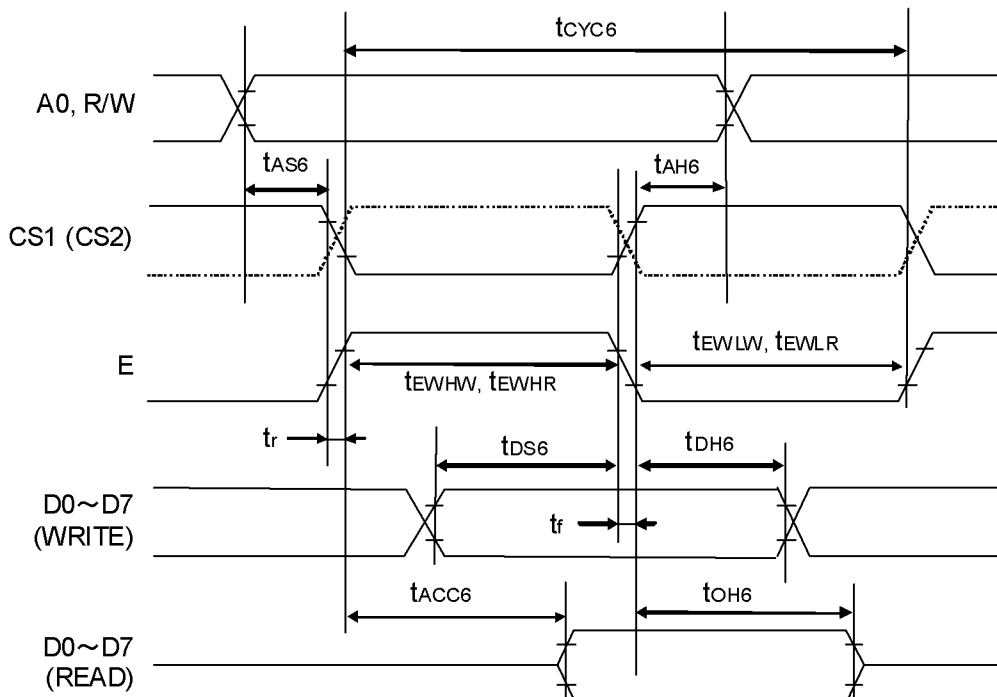 tCYC6
A0, R/W
tAS6
tAH6
CS1 (CS2)
E
tEWLW, tEWLR
tEWHW, tEWHR
tr
tDS6
tDH6
D0～D7
(WRITE)
tf
tACC6
tOH6
D0～D7
(READ)